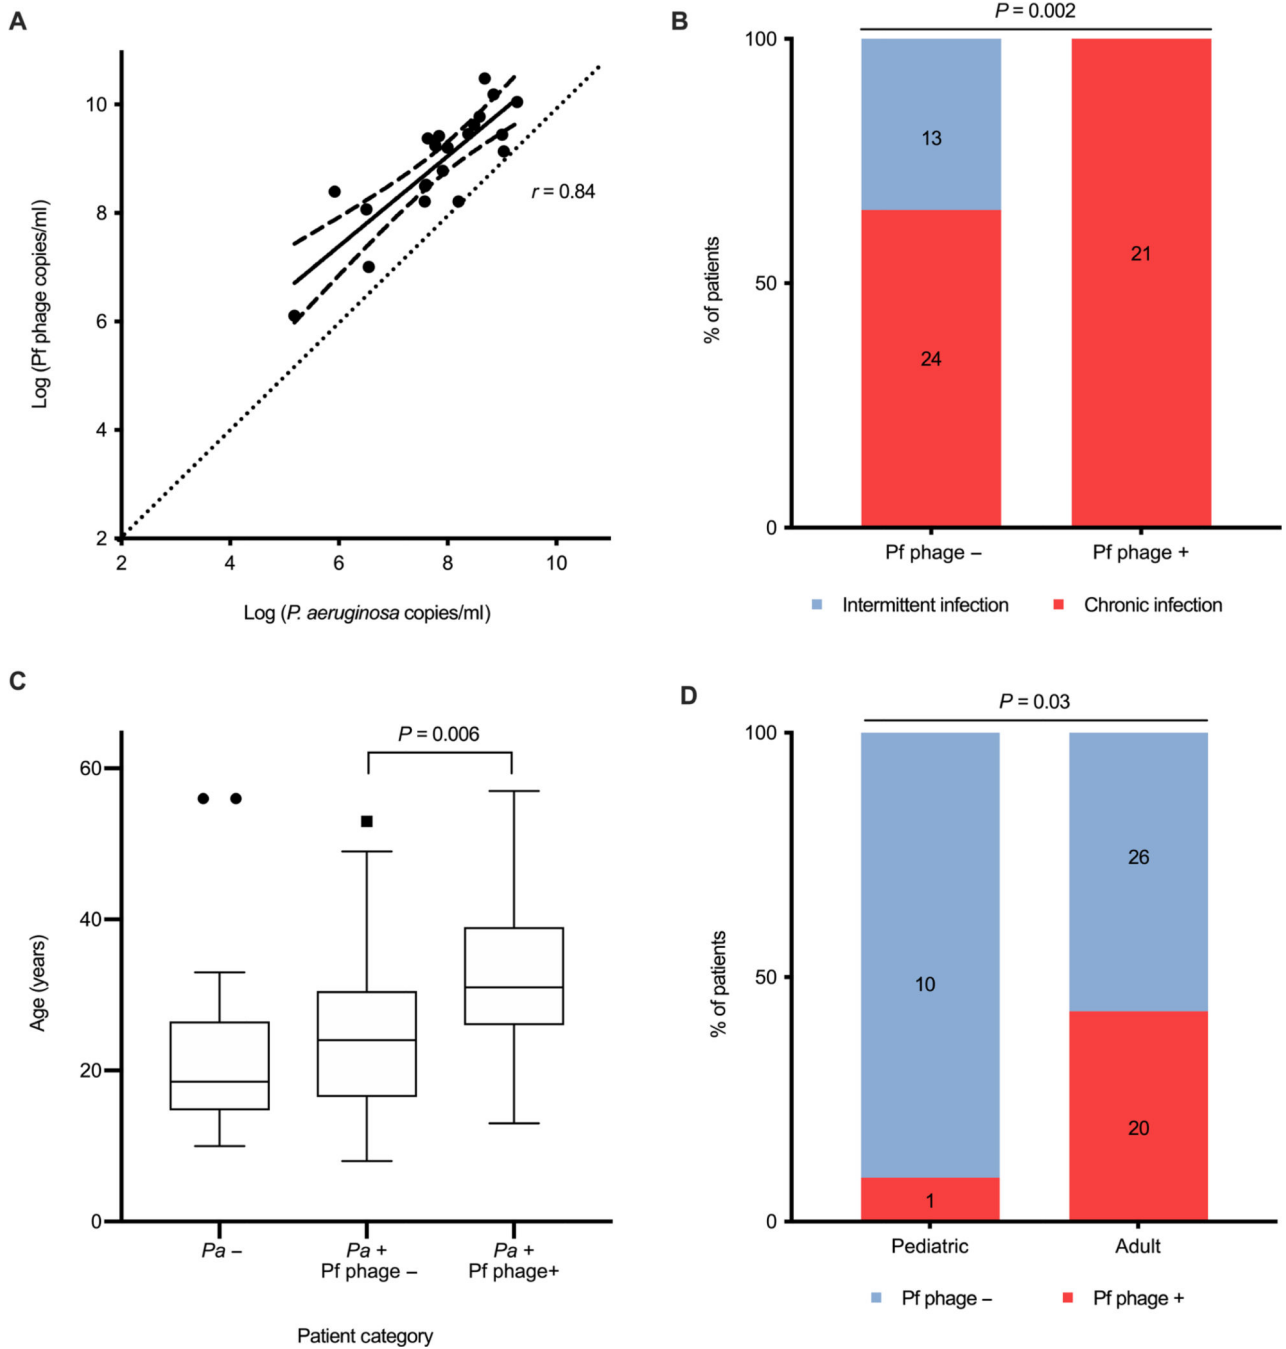 A
10
8
6
4
2
2 4 6 8 10
Log (Pf phage copies/ml)
Log (P. aeruginosa copies/ml)
r = 0.84
B
P = 0.002
100
50
0
% of patients
13
24
21
Pf phage – Pf phage +
Intermittent infection Chronic infection
C
P = 0.006
60
40
20
0
Age (years)
Pa – Pa + Pa +
Pf phage – Pf phage+
Patient category
D
P = 0.03
100
50
0
% of patients
10
1
26
20
Pediatric Adult
Pf phage – Pf phage +